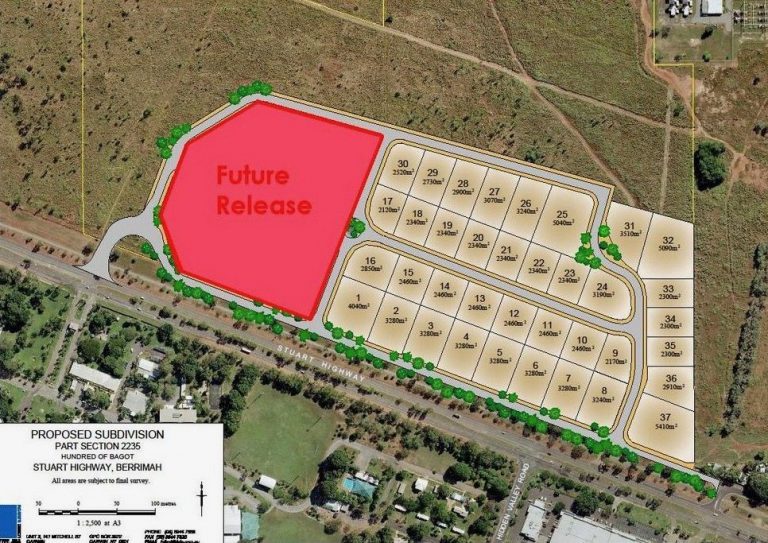 Future
Release
30
2520m²
29
2730m²
28
2900m²
27
3070m²
26
3240m²
25
5040m²
31
3510m²
32
5090m²
17
2120m²
18
2340m²
19
2340m²
20
2340m²
21
2340m²
22
2340m²
23
2340m²
24
3190m²
33
2300m²
34
2300m²
35
2300m²
36
2910m²
37
5410m²
16
2850m²
15
2460m²
14
2460m²
13
2460m²
12
2460m²
11
2460m²
10
2460m²
9
2170m²
1
4040m²
2
3280m²
3
3280m²
4
3280m²
5
3280m²
6
3280m²
7
3280m²
8
3240m²
STUART HIGHWAY
HIDDEN VALLEY ROAD
PROPOSED SUBDIVISION
PART SECTION 2235
HUNDRED OF BAGOT
STUART HIGHWAY, BERRIMAH
All areas are subject to final survey.
50 0 50 100 metres
1 : 2,500 at A3